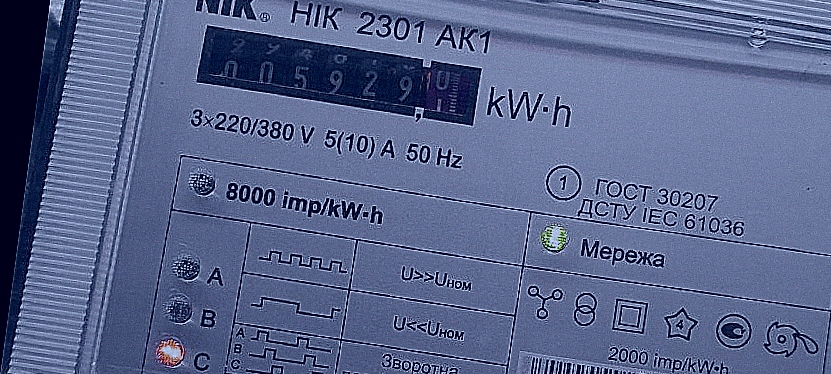 NIK® НІК 2301 АК1
005929 kW·h
3×220/380 V 5(10) A 50 Hz
1 ГОСТ 30207
ДСТУ IEC 61036
8000 imp/kW·h
Мережа
A
U>>Uном
B
U<<Uном
C
A
B
C
Зворотна
4
2000 imp/kW·h